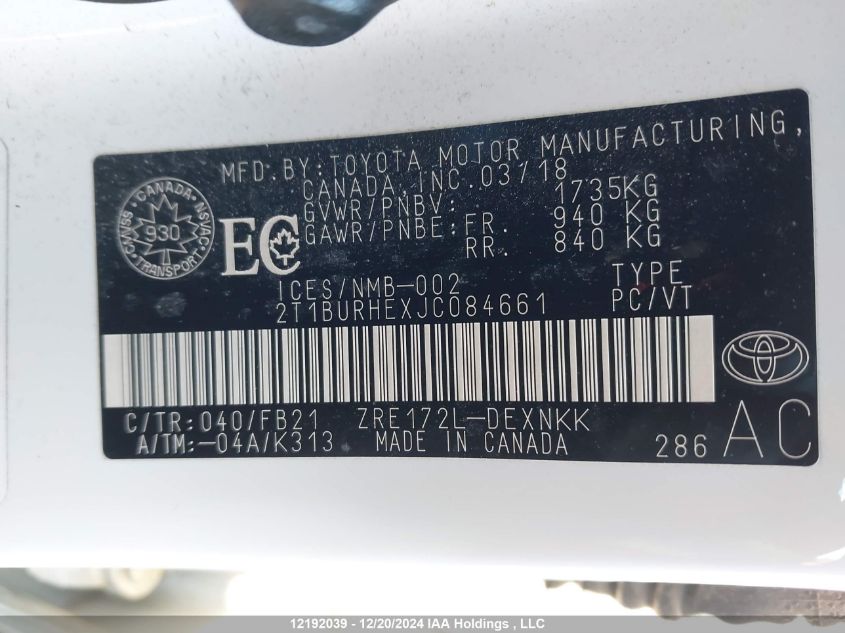 MFD.BY:TOYOTA MOTOR MANUFACTURING,
CANADA, INC.03/18
GVWR/PNBV: 1735KG
GAWR/PNBE:FR. 940 KG
RR. 840 KG
CANADA
930
TRANSPORT
CMVSS
NSVAC
EC
ICES/NMB-002
TYPE
2T1BURHEXJC084661
PC/VT
C/TR:040/FB21 ZRE172L-DEXNKK
A/TM:-04A/K313 MADE IN CANADA
286 AC
12192039 - 12/20/2024 IAA Holdings , LLC